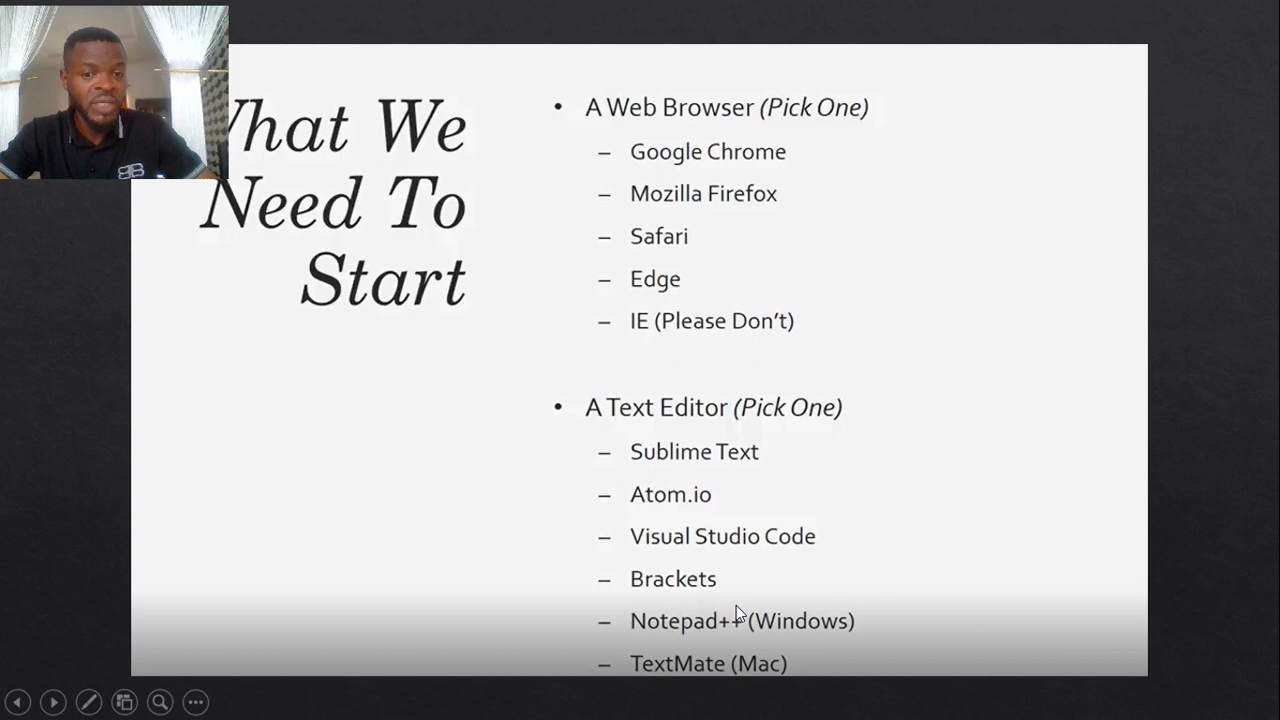 What We
Need To
Start
• A Web Browser (Pick One)
– Google Chrome
– Mozilla Firefox
– Safari
– Edge
– IE (Please Don’t)
• A Text Editor (Pick One)
– Sublime Text
– Atom.io
– Visual Studio Code
– Brackets
– Notepad++ (Windows)
– TextMate (Mac)